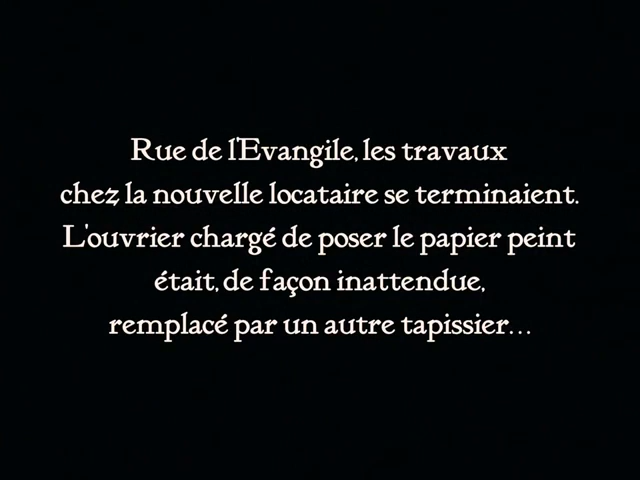 Rue de l'Evangile, les travaux
chez la nouvelle locataire se terminaient.
L'ouvrier chargé de poser le papier peint
était, de façon inattendue,
remplacé par un autre tapissier...